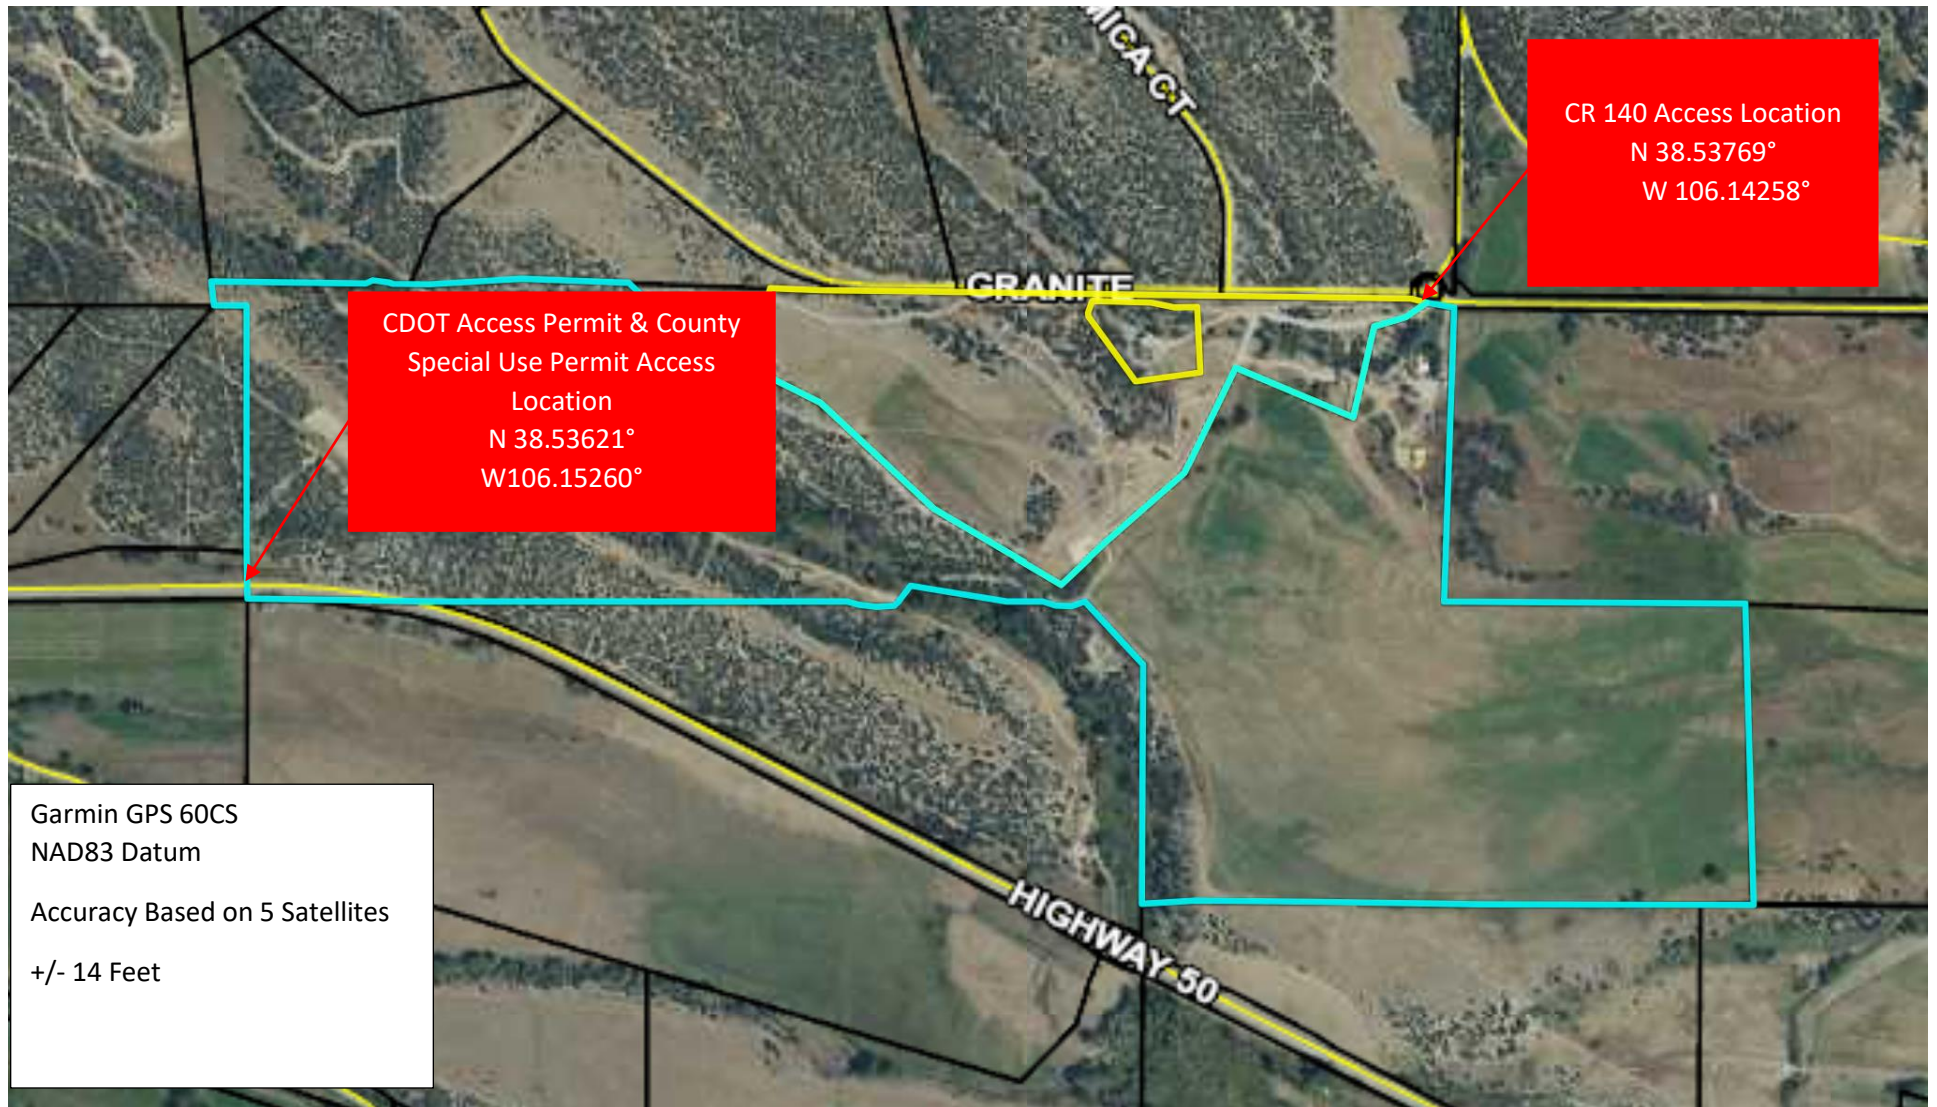 MICA CT
CR 140 Access Location
N 38.53769°
W 106.14258°
GRANITE
CDOT Access Permit & County
Special Use Permit Access
Location
N 38.53621°
W106.15260°
Garmin GPS 60CS
NAD83 Datum
Accuracy Based on 5 Satellites
+/- 14 Feet
HIGHWAY 50